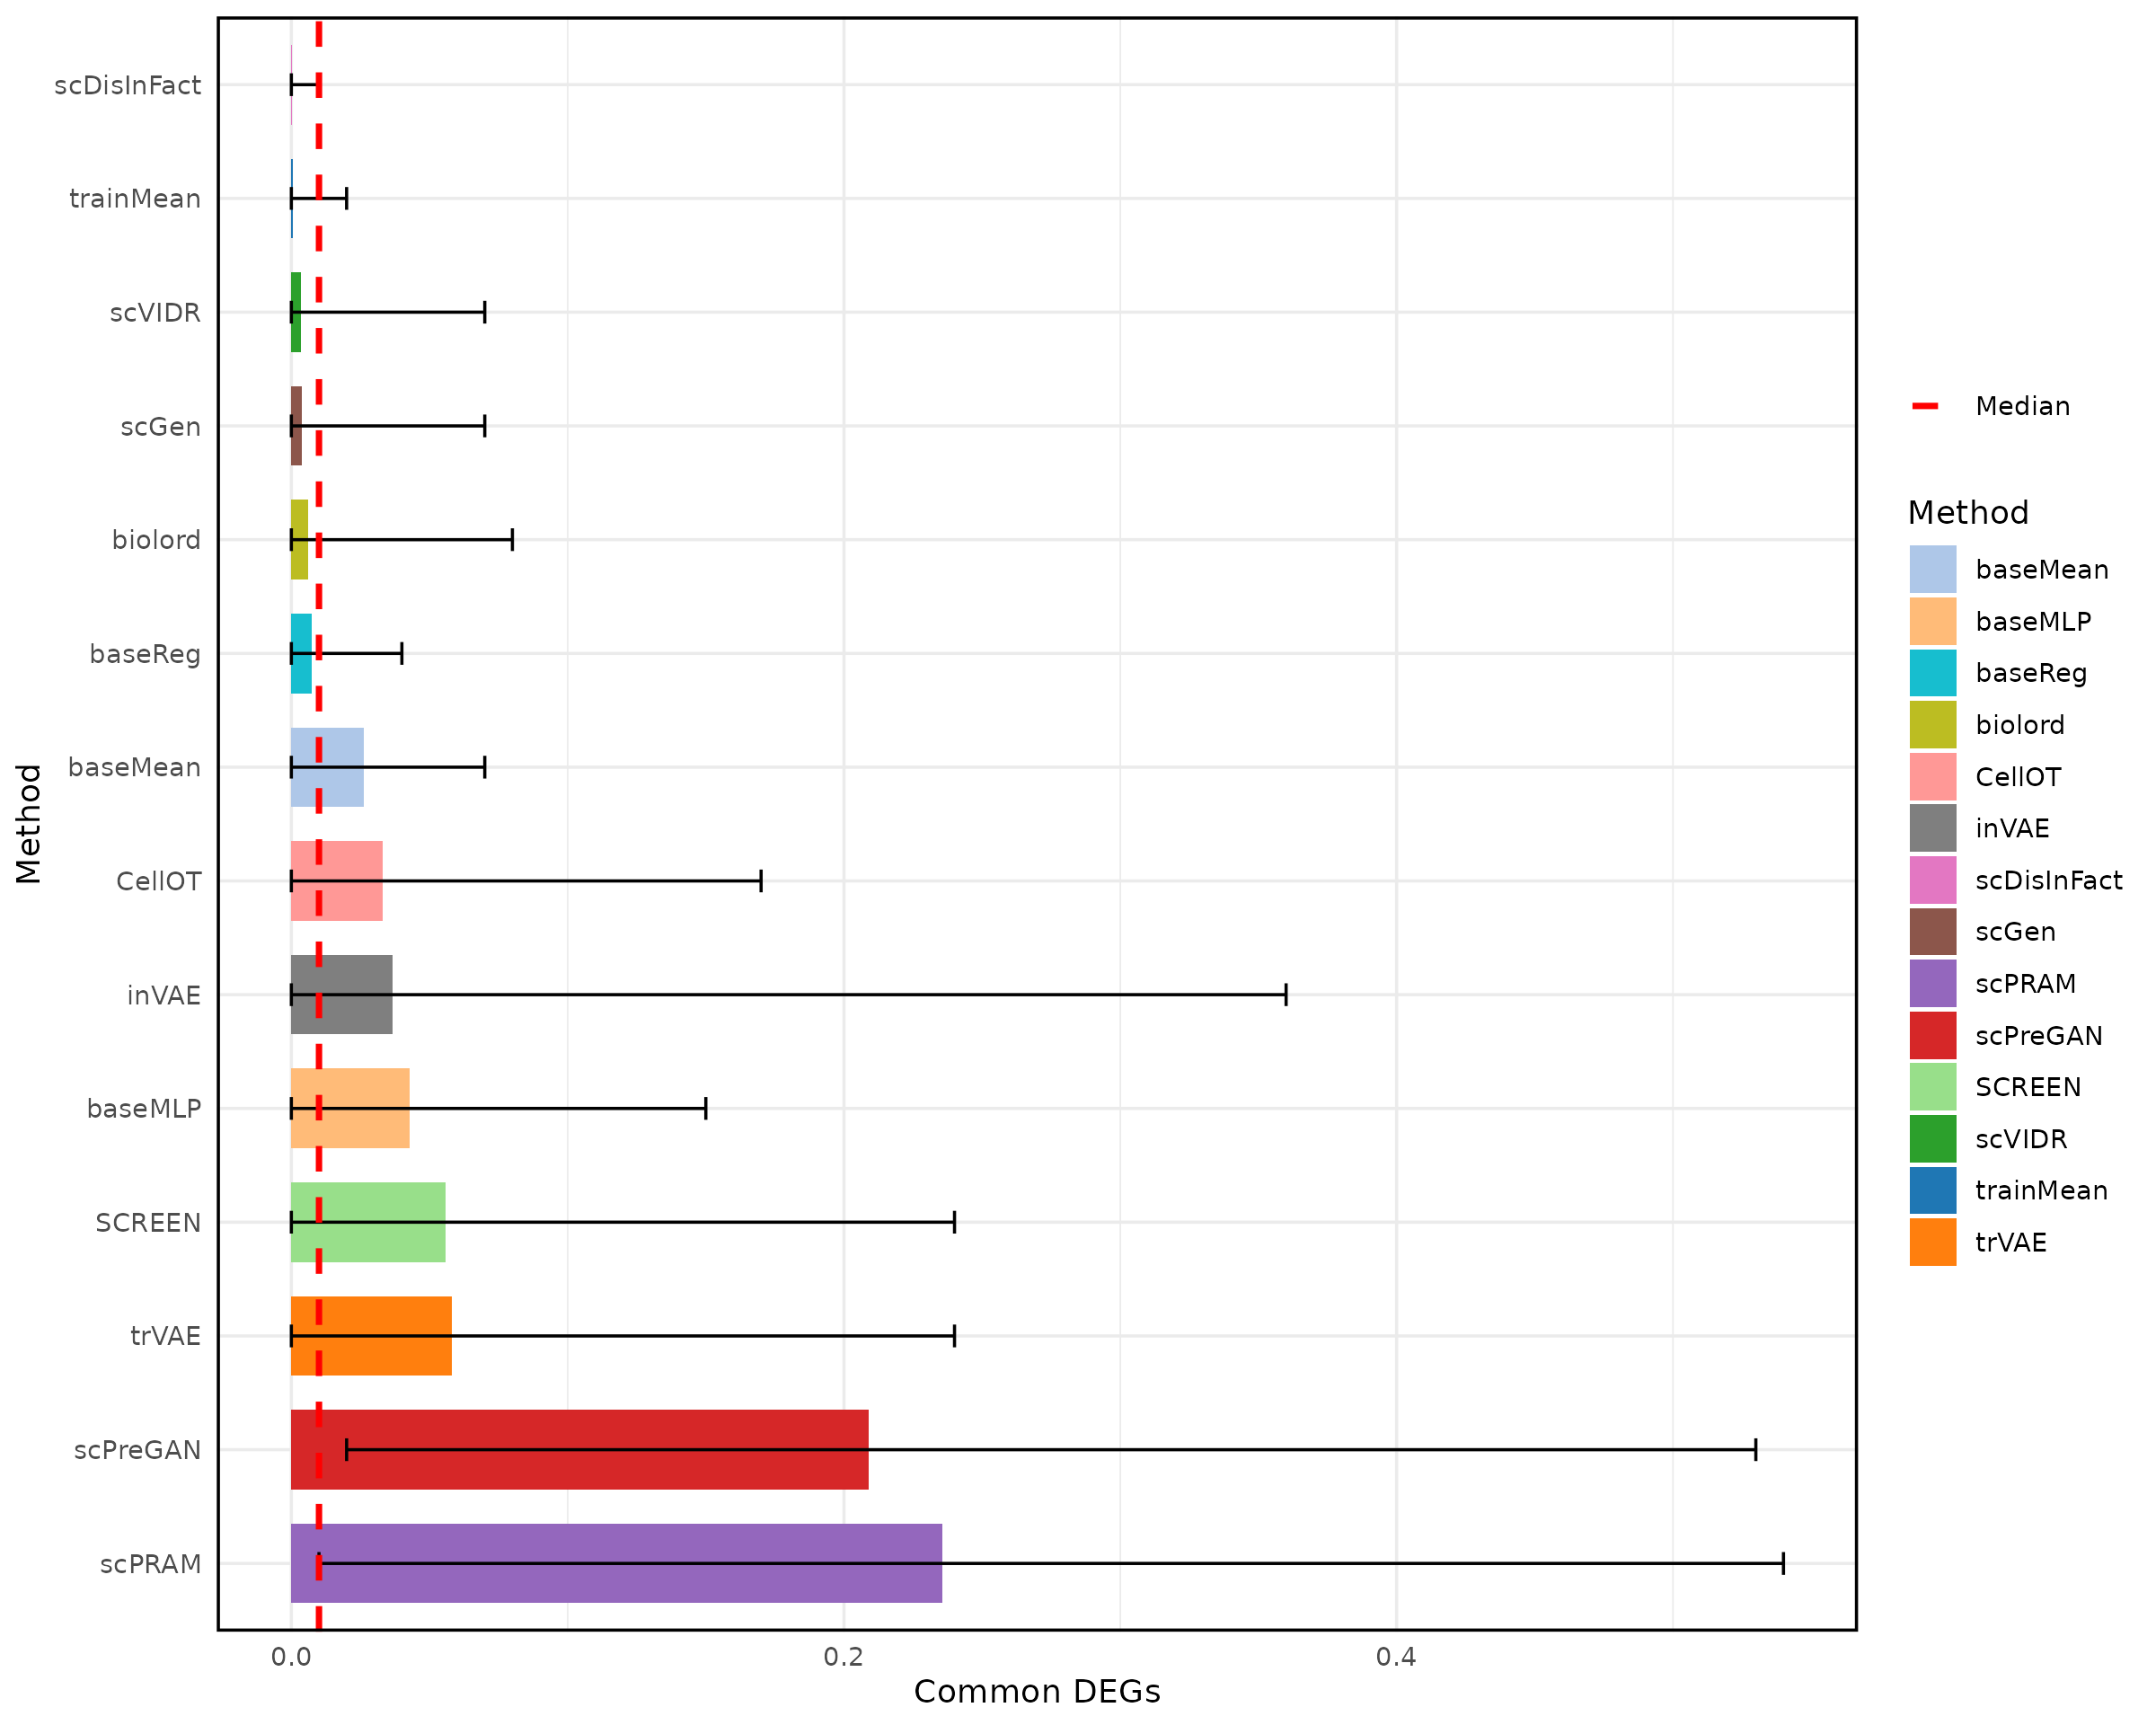 scDisInFact
trainMean
scVIDR
scGen
biolord
baseReg
baseMean
CellOT
inVAE
baseMLP
SCREEN
trVAE
scPreGAN
scPRAM
Method
0.0 0.2 0.4
Common DEGs
Median
Method
baseMean
baseMLP
baseReg
biolord
CellOT
inVAE
scDisInFact
scGen
scPRAM
scPreGAN
SCREEN
scVIDR
trainMean
trVAE